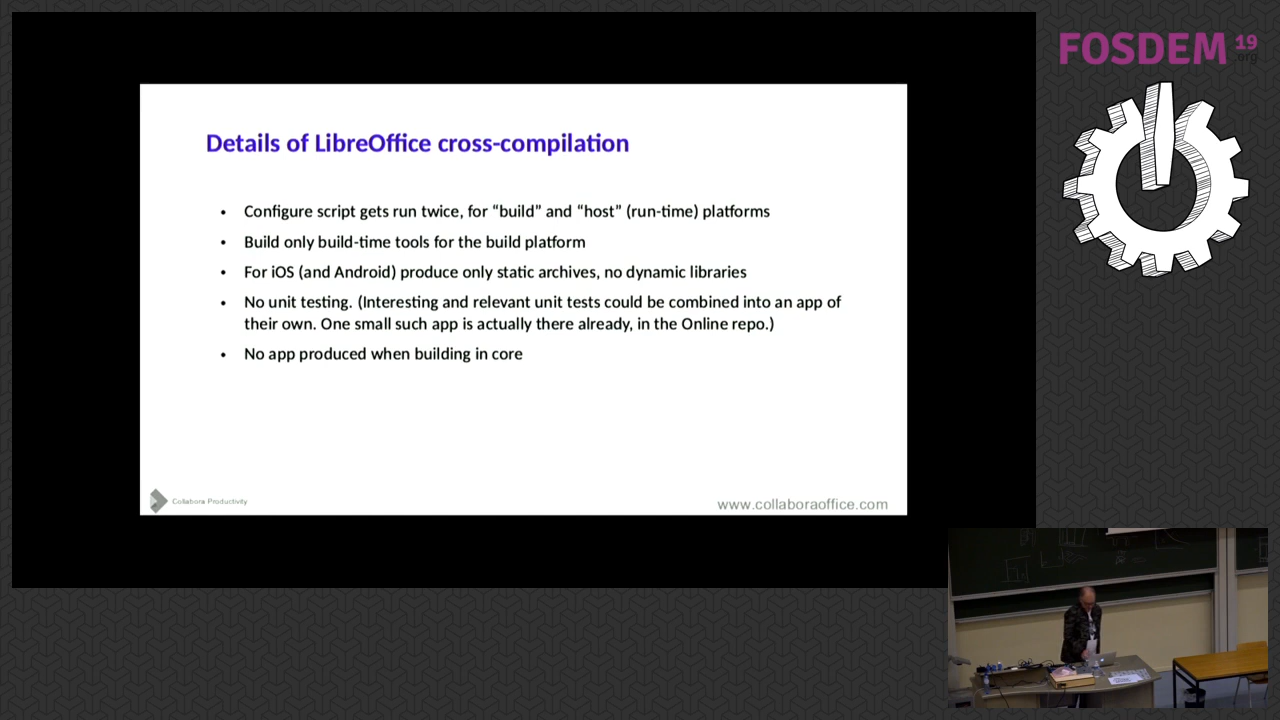 FOSDEM 19
.org
Details of LibreOffice cross-compilation
• Configure script gets run twice, for “build” and “host” (run-time) platforms
• Build only build-time tools for the build platform
• For iOS (and Android) produce only static archives, no dynamic libraries
• No unit testing. (Interesting and relevant unit tests could be combined into an app of
their own. One small such app is actually there already, in the Online repo.)
• No app produced when building in core
Collabora Productivity
www.collaboraoffice.com